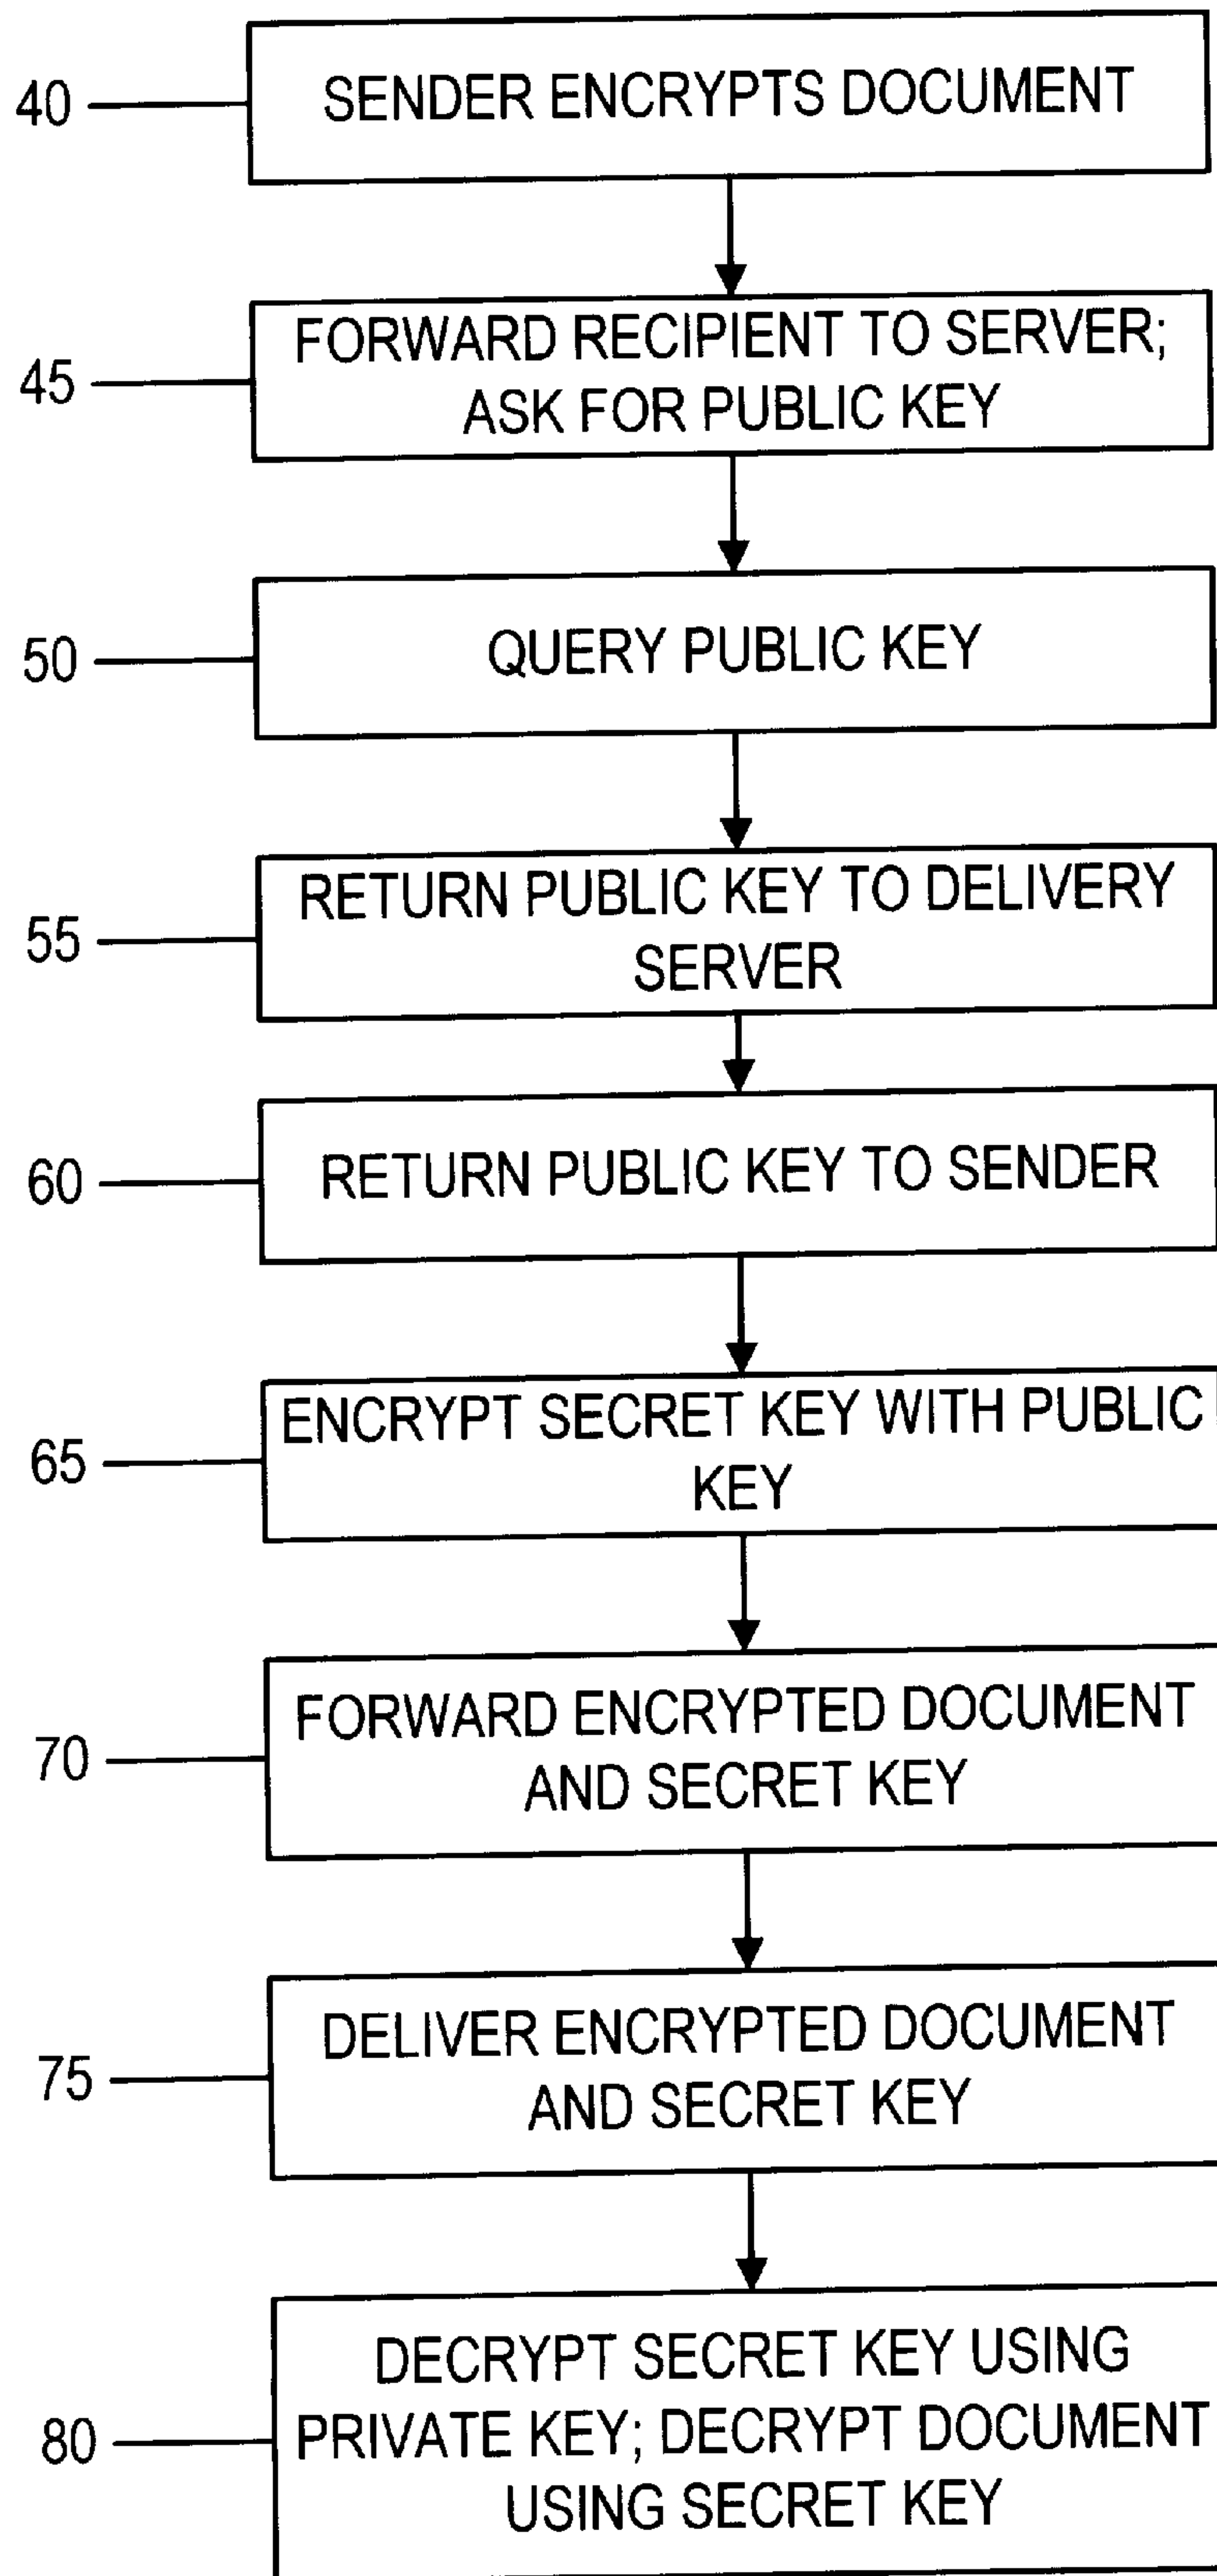 40
SENDER ENCRYPTS DOCUMENT
45
FORWARD RECIPIENT TO SERVER;
ASK FOR PUBLIC KEY
50
QUERY PUBLIC KEY
55
RETURN PUBLIC KEY TO DELIVERY
SERVER
60
RETURN PUBLIC KEY TO SENDER
65
ENCRYPT SECRET KEY WITH PUBLIC
KEY
70
FORWARD ENCRYPTED DOCUMENT
AND SECRET KEY
75
DELIVER ENCRYPTED DOCUMENT
AND SECRET KEY
80
DECRYPT SECRET KEY USING
PRIVATE KEY; DECRYPT DOCUMENT
USING SECRET KEY